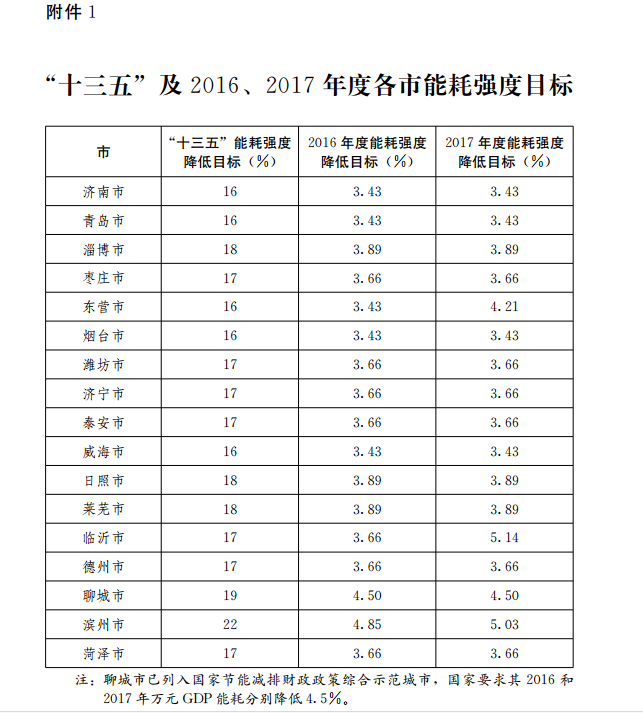 附件 1
“十三五”及 2016、2017 年度各市能耗强度目标
市 “十三五”能耗强度降低目标（%） 2016 年度能耗强度降低目标（%） 2017 年度能耗强度降低目标（%）
济南市 16 3.43 3.43
青岛市 16 3.43 3.43
淄博市 18 3.89 3.89
枣庄市 17 3.66 3.66
东营市 16 3.43 4.21
烟台市 16 3.43 3.43
潍坊市 17 3.66 3.66
济宁市 17 3.66 3.66
泰安市 17 3.66 3.66
威海市 16 3.43 3.43
日照市 18 3.89 3.89
莱芜市 18 3.89 3.89
临沂市 17 3.66 5.14
德州市 17 3.66 3.66
聊城市 19 4.50 4.50
滨州市 22 4.85 5.03
菏泽市 17 3.66 3.66
注：聊城市已列入国家节能减排财政政策综合示范城市，国家要求其 2016 和
2017 年万元 GDP 能耗分别降低 4.5%。